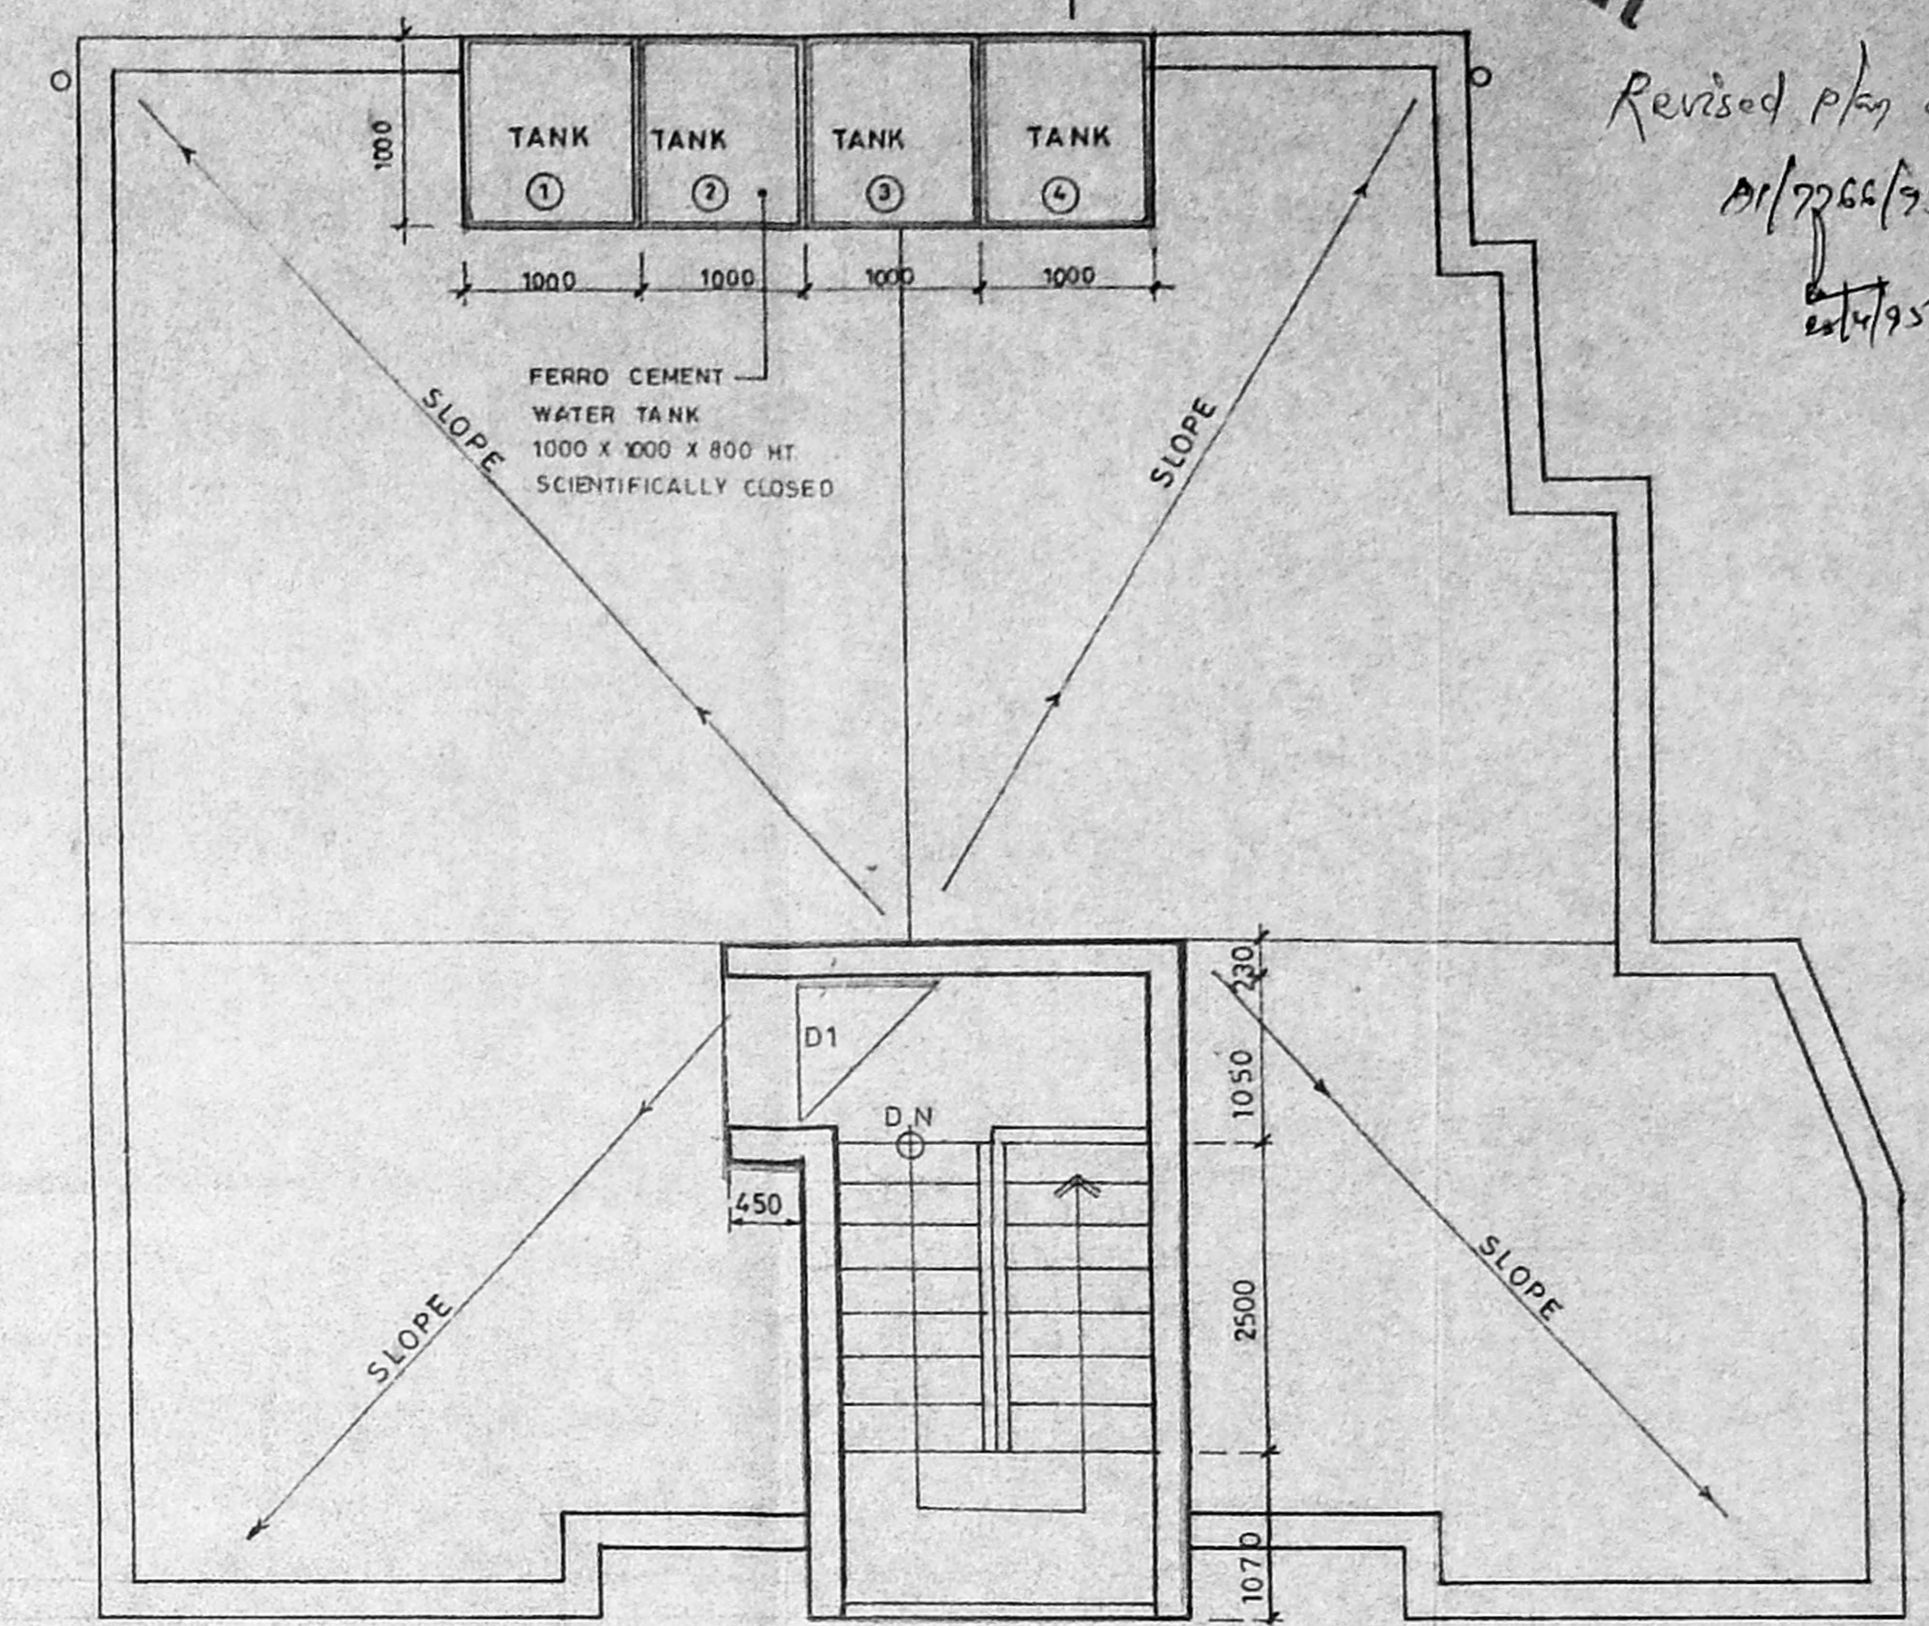 Revised plan
1000
TANK TANK TANK TANK
1 2 3 4
1000 1000 1000 1000
FERRO CEMENT
WATER TANK
1000 X 1000 X 800 HT.
SCIENTIFICALLY CLOSED
SLOPE
SLOPE
230
D1
1050
DN
450
SLOPE
2500
SLOPE
1070